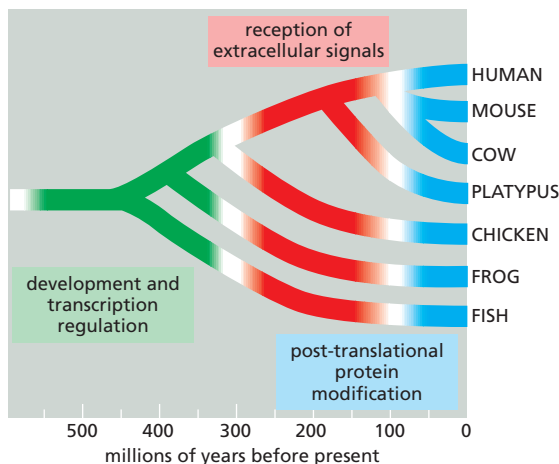 reception of
extracellular signals
HUMAN
MOUSE
COW
PLATYPUS
CHICKEN
FROG
FISH
development and
transcription
regulation
post-translational
protein
modification
500 400 300 200 100 0
millions of years before present